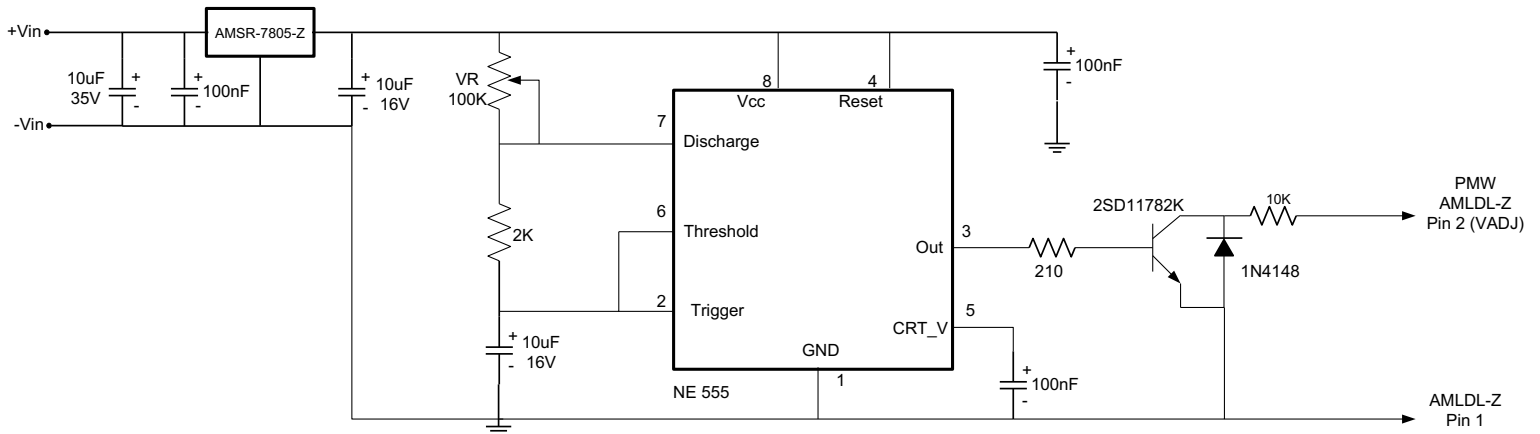 +Vin
AMSR-7805-Z
10uF
35V
+
-
+
-
100nF
+
-
10uF
16V
-Vin
VR
100K
2K
+
-
10uF
16V
8
Vcc
4
Reset
7
Discharge
6
Threshold
2
Trigger
Out
3
CRT_V
5
GND
1
NE 555
+
-
100nF
+
-
100nF
210
2SD11782K
10K
1N4148
PMW
AMLDL-Z
Pin 2 (VADJ)
AMLDL-Z
Pin 1